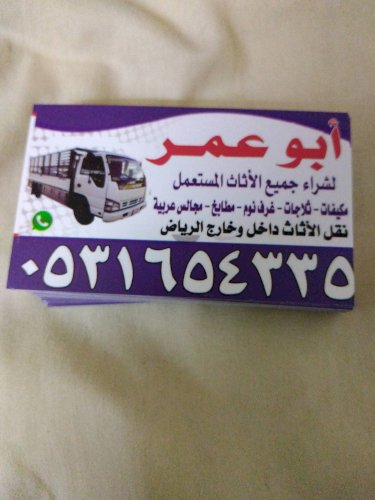 أبو عمر
لشراء جميع الأثاث المستعمل
مكيفات - ثلاجات - غرف نوم - مطابخ - مجالس عربية
نقل الأثاث داخل وخارج الرياض
٠٥٣١٦٥٤٣٣٥